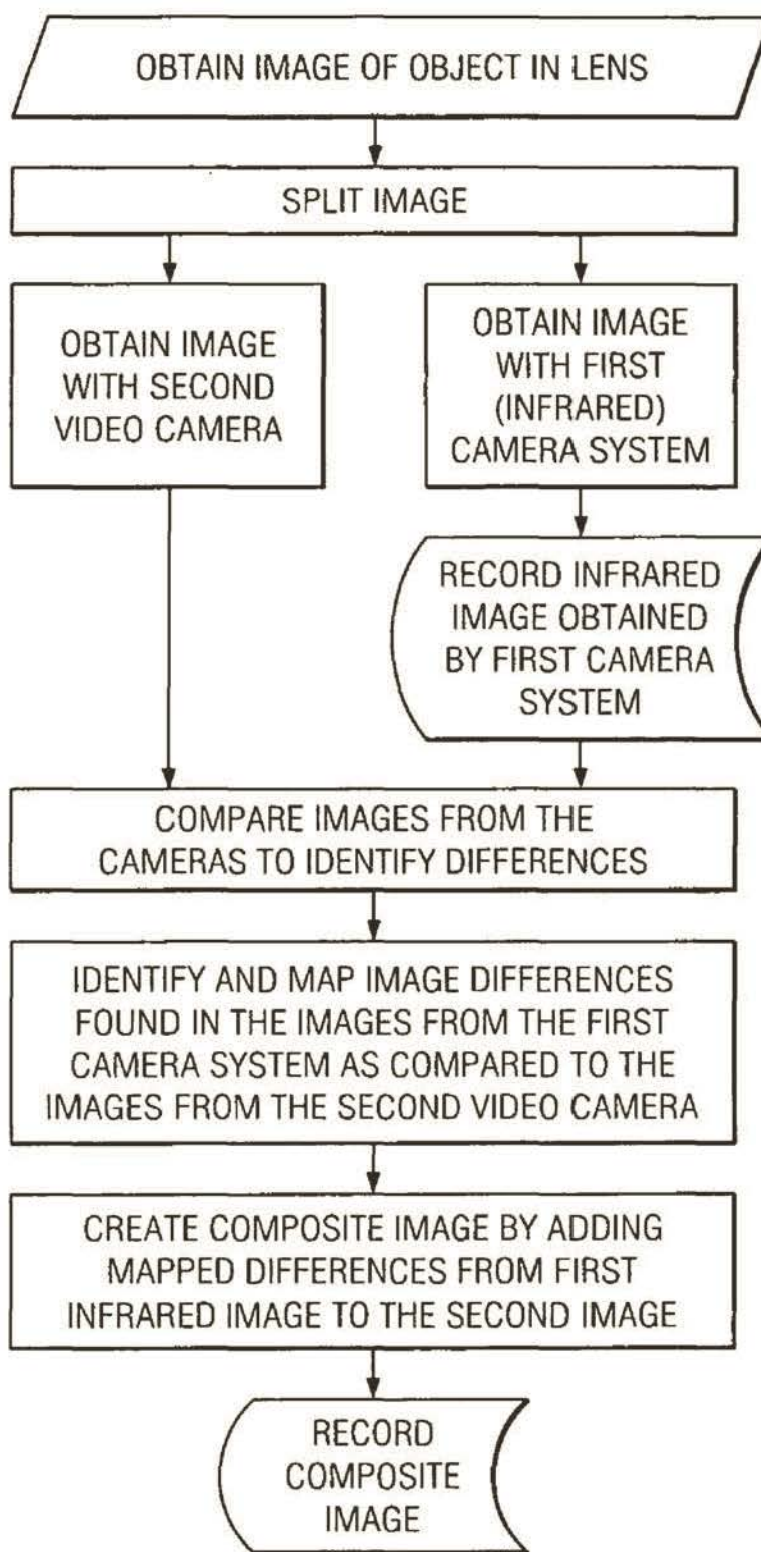 OBTAIN IMAGE OF OBJECT IN LENS
SPLIT IMAGE
OBTAIN IMAGE
WITH SECOND
VIDEO CAMERA
OBTAIN IMAGE
WITH FIRST
(INFRARED)
CAMERA SYSTEM
RECORD INFRARED
IMAGE OBTAINED
BY FIRST CAMERA
SYSTEM
COMPARE IMAGES FROM THE
CAMERAS TO IDENTIFY DIFFERENCES
IDENTIFY AND MAP IMAGE DIFFERENCES
FOUND IN THE IMAGES FROM THE FIRST
CAMERA SYSTEM AS COMPARED TO THE
IMAGES FROM THE SECOND VIDEO CAMERA
CREATE COMPOSITE IMAGE BY ADDING
MAPPED DIFFERENCES FROM FIRST
INFRARED IMAGE TO THE SECOND IMAGE
RECORD
COMPOSITE
IMAGE